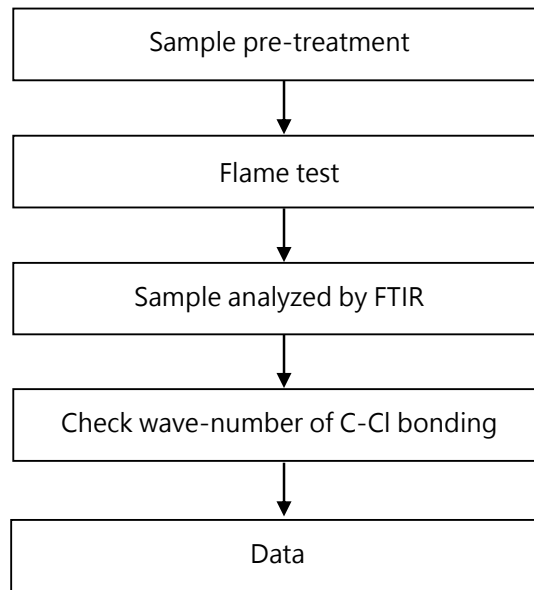 Sample pre-treatment
Flame test
Sample analyzed by FTIR
Check wave-number of C-Cl bonding
Data